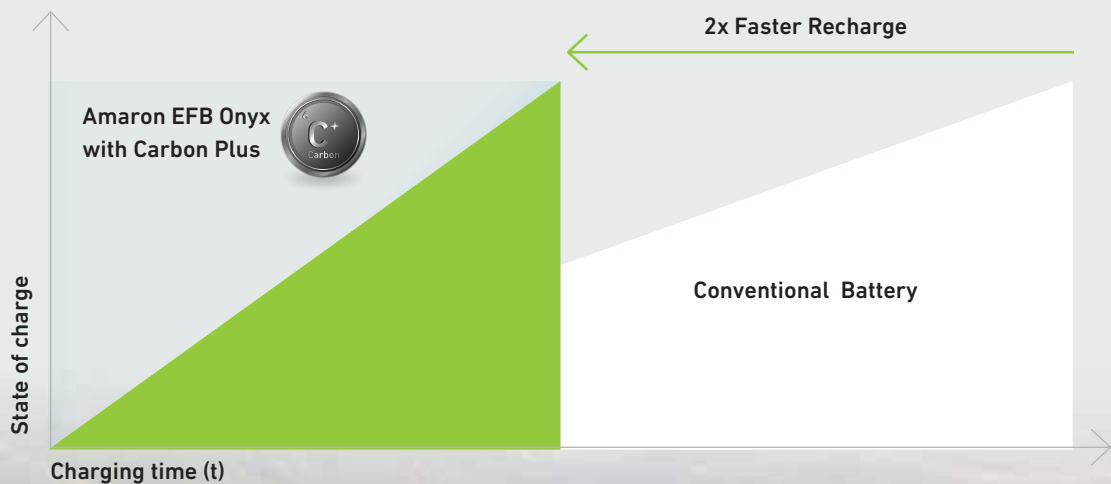 2x Faster Recharge
Amaron EFB Onyx
with Carbon Plus
C+
Carbon
Conventional Battery
State of charge
Charging time (t)